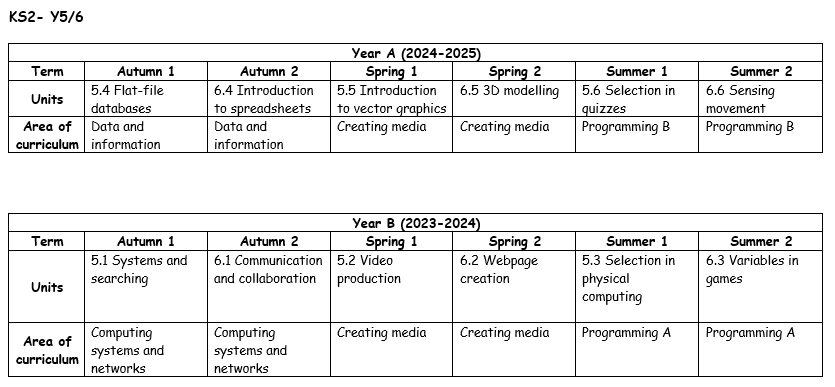 KS2- Y5/6
Year A (2024-2025)
Term Autumn 1 Autumn 2 Spring 1 Spring 2 Summer 1 Summer 2
Units 5.4 Flat-file databases 6.4 Introduction to spreadsheets 5.5 Introduction to vector graphics 6.5 3D modelling 5.6 Selection in quizzes 6.6 Sensing movement
Area of curriculum Data and information Data and information Creating media Creating media Programming B Programming B
Year B (2023-2024)
Term Autumn 1 Autumn 2 Spring 1 Spring 2 Summer 1 Summer 2
Units 5.1 Systems and searching 6.1 Communication and collaboration 5.2 Video production 6.2 Webpage creation 5.3 Selection in physical computing 6.3 Variables in games
Area of curriculum Computing systems and networks Computing systems and networks Creating media Creating media Programming A Programming A